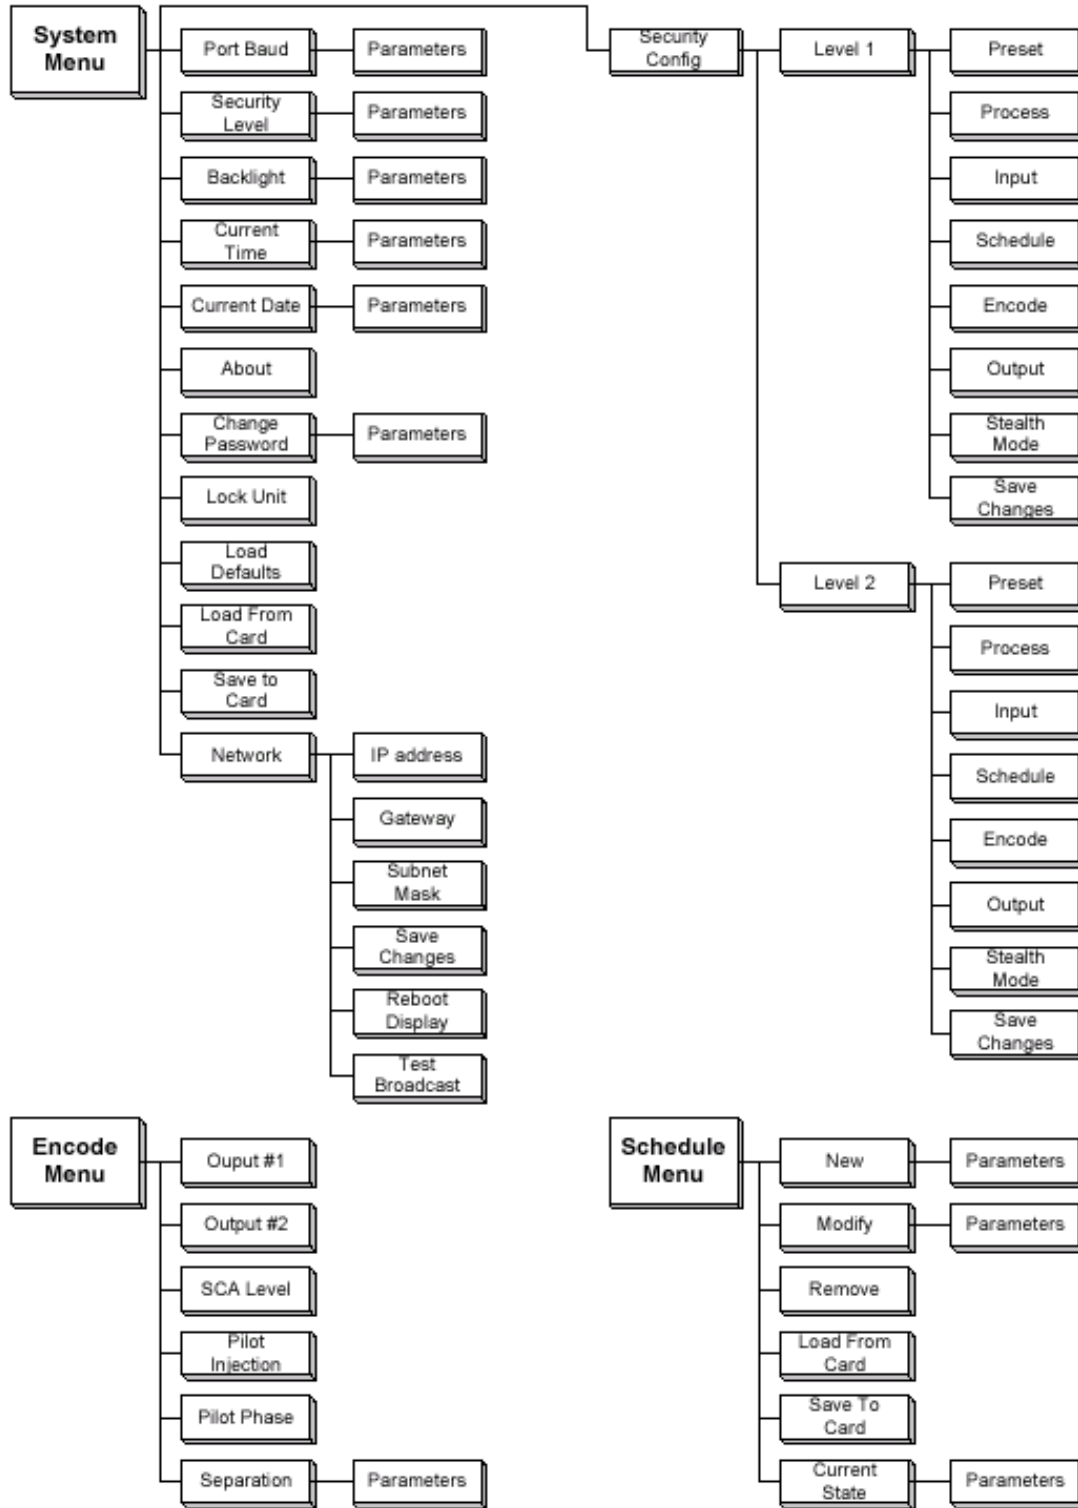 System
Menu
Port Baud
Parameters
Security
Level
Parameters
Backlight
Parameters
Current
Time
Parameters
Current Date
Parameters
About
Change
Password
Parameters
Lock Unit
Load
Defaults
Load From
Card
Save to
Card
Network
IP address
Gateway
Subnet
Mask
Save
Changes
Reboot
Display
Test
Broadcast
Security
Config
Level 1
Preset
Process
Input
Schedule
Encode
Output
Stealth
Mode
Save
Changes
Level 2
Preset
Process
Input
Schedule
Encode
Output
Stealth
Mode
Save
Changes
Encode
Menu
Ouput #1
Output #2
SCA Level
Pilot
Injection
Pilot Phase
Separation
Parameters
Schedule
Menu
New
Parameters
Modify
Parameters
Remove
Load From
Card
Save To
Card
Current
State
Parameters